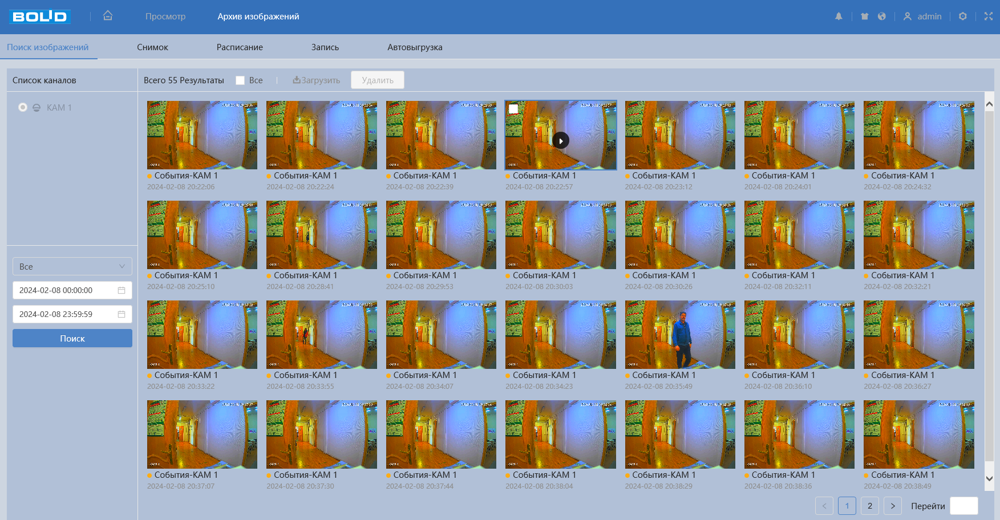 BOLID
Просмотр
Архив изображений
admin
Поиск изображений
Снимок
Расписание
Запись
Автовыгрузка
Список каналов
Всего 55 Результаты
Все
Загрузить
Удалить
КАМ 1
Все
2024-02-08 00:00:00
2024-02-08 23:59:59
Поиск
События-КАМ 1
2024-02-08 20:22:06
События-КАМ 1
2024-02-08 20:22:24
События-КАМ 1
2024-02-08 20:22:39
События-КАМ 1
2024-02-08 20:22:57
События-КАМ 1
2024-02-08 20:23:12
События-КАМ 1
2024-02-08 20:24:01
События-КАМ 1
2024-02-08 20:24:32
События-КАМ 1
2024-02-08 20:25:10
События-КАМ 1
2024-02-08 20:28:41
События-КАМ 1
2024-02-08 20:29:53
События-КАМ 1
2024-02-08 20:30:03
События-КАМ 1
2024-02-08 20:30:26
События-КАМ 1
2024-02-08 20:32:11
События-КАМ 1
2024-02-08 20:32:21
События-КАМ 1
2024-02-08 20:33:22
События-КАМ 1
2024-02-08 20:33:55
События-КАМ 1
2024-02-08 20:34:07
События-КАМ 1
2024-02-08 20:34:23
События-КАМ 1
2024-02-08 20:35:49
События-КАМ 1
2024-02-08 20:36:10
События-КАМ 1
2024-02-08 20:36:27
События-КАМ 1
2024-02-08 20:37:07
События-КАМ 1
2024-02-08 20:37:30
События-КАМ 1
2024-02-08 20:37:44
События-КАМ 1
2024-02-08 20:38:04
События-КАМ 1
2024-02-08 20:38:29
События-КАМ 1
2024-02-08 20:38:36
События-КАМ 1
2024-02-08 20:38:49
< 1 2 > Перейти